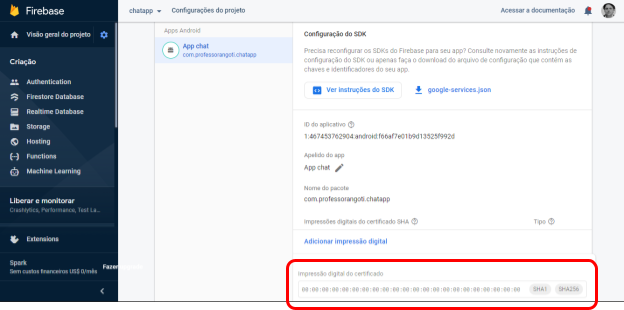 Firebase
chatapp
Configurações do projeto
Acessar a documentação
Visão geral do projeto
Criação
Authentication
Firestore Database
Realtime Database
Storage
Hosting
Functions
Machine Learning
Liberar e monitorar
Crashlytics, Performance, Test La...
Extensions
Spark
Sem custos financeiros US$ 0/mês
Apps Android
App chat
com.professorangoti.chatapp
Configuração do SDK
Precisa reconfigurar os SDKs do Firebase para seu app? Consulte novamente as instruções de
configuração do SDK ou apenas faça o download do arquivo de configuração que contém as
chaves e identificadores do seu app.
Ver instruções do SDK
google-services.json
ID do aplicativo
1:467453762904:android:f66af7e01b9d13525f992d
Apelido do app
App chat
Nome do pacote
com.professorangoti.chatapp
Impressões digitais do certificado SHA
Tipo
Adicionar impressão digital
Impressão digital do certificado
00:00:00:00:00:00:00:00:00:00:00:00:00:00:00:00:00:00:00:00
SHA1
SHA256